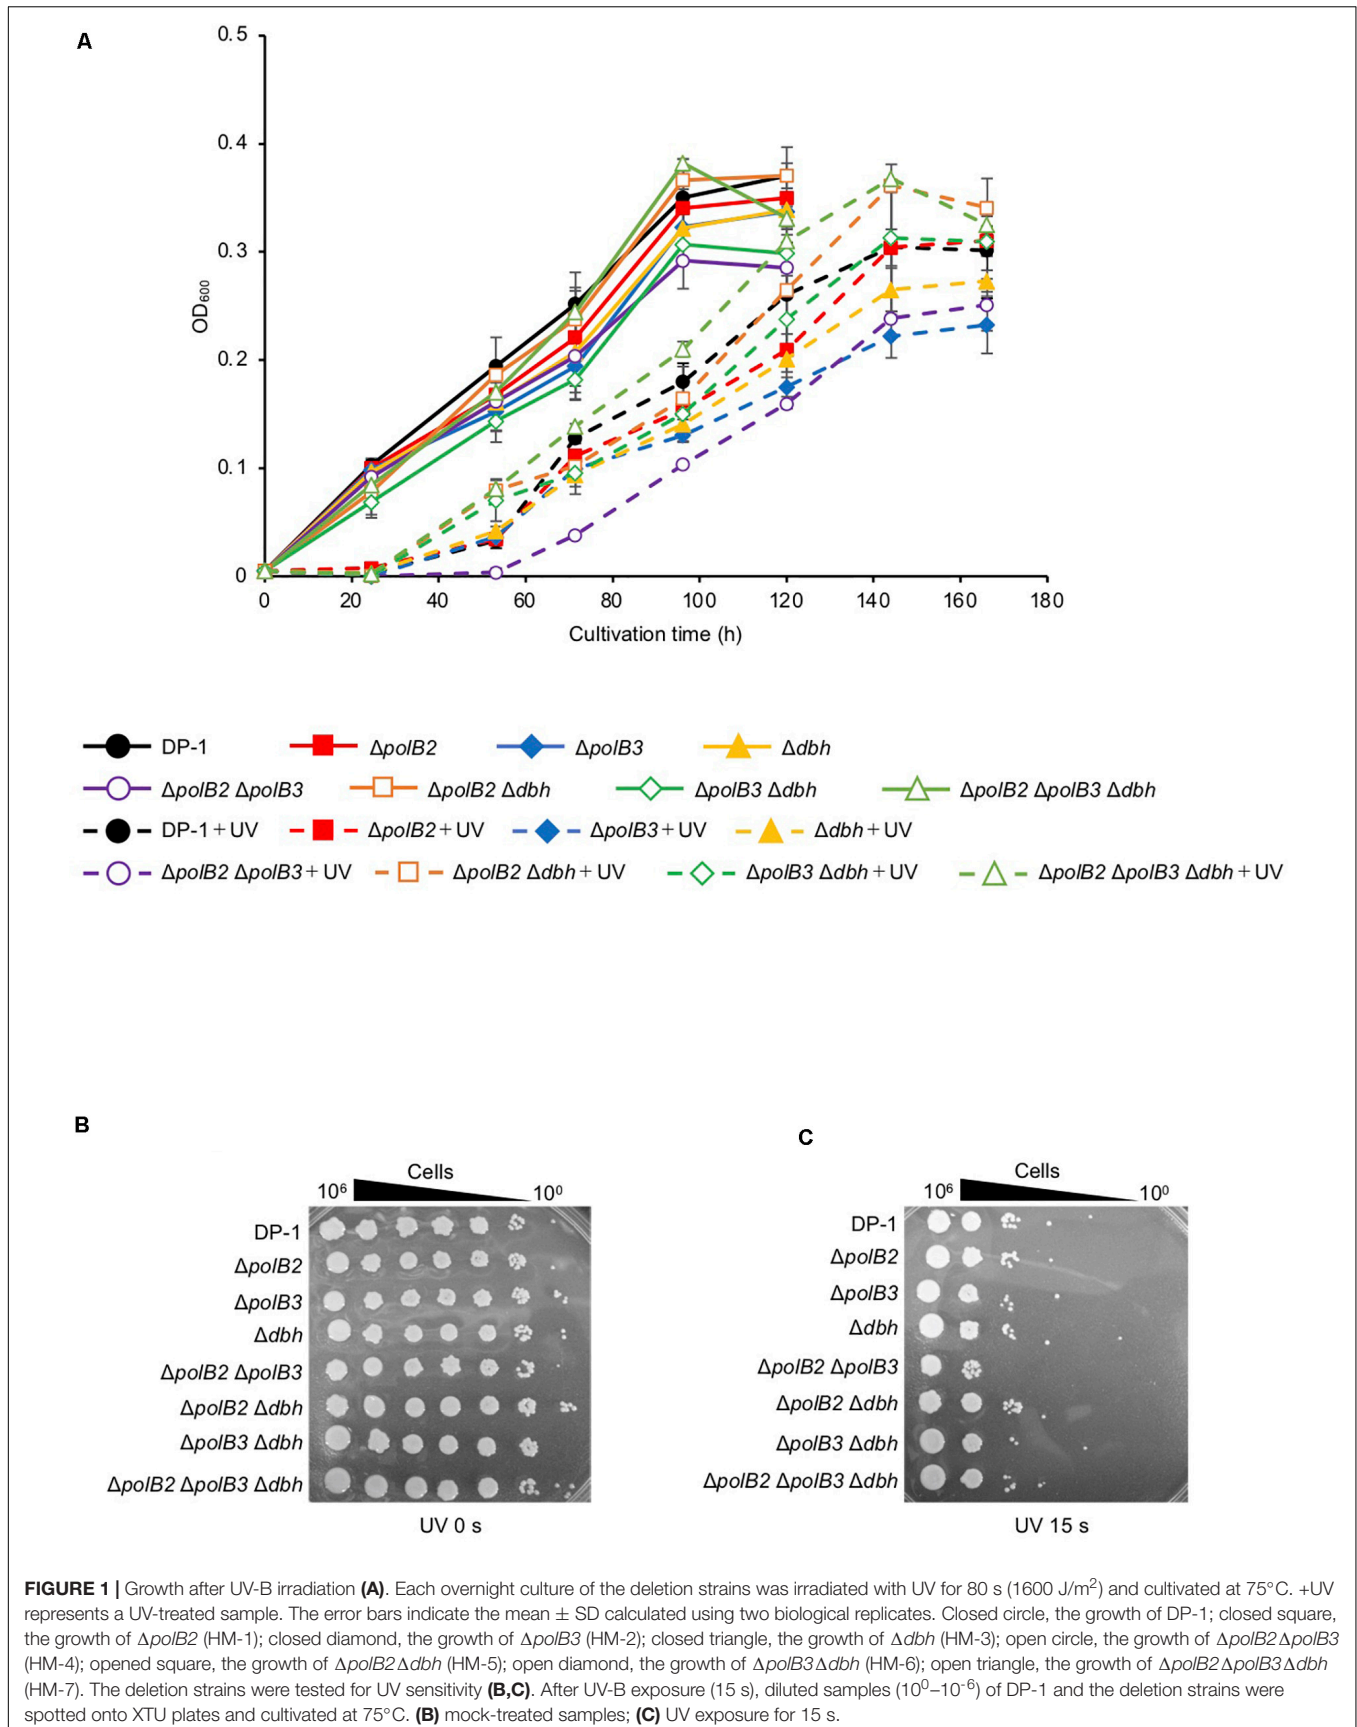 A
0.5
0.4
0.3
0.2
0.1
0
OD600
0 20 40 60 80 100 120 140 160 180
Cultivation time (h)
DP-1 ΔpolB2 ΔpolB3 Δdbh
ΔpolB2 ΔpolB3 ΔpolB2 Δdbh ΔpolB3 Δdbh ΔpolB2 ΔpolB3 Δdbh
DP-1+UV ΔpolB2+UV ΔpolB3+UV Δdbh+UV
ΔpolB2 ΔpolB3+UV ΔpolB2 Δdbh+UV ΔpolB3 Δdbh+UV ΔpolB2 ΔpolB3 Δdbh+UV
B
Cells
10⁶ 10⁰
DP-1
ΔpolB2
ΔpolB3
Δdbh
ΔpolB2 ΔpolB3
ΔpolB2 Δdbh
ΔpolB3 Δdbh
ΔpolB2 ΔpolB3 Δdbh
UV 0 s
C
Cells
10⁶ 10⁰
DP-1
ΔpolB2
ΔpolB3
Δdbh
ΔpolB2 ΔpolB3
ΔpolB2 Δdbh
ΔpolB3 Δdbh
ΔpolB2 ΔpolB3 Δdbh
UV 15 s
FIGURE 1 | Growth after UV-B irradiation (A). Each overnight culture of the deletion strains was irradiated with UV for 80 s (1600 J/m²) and cultivated at 75°C. +UV
represents a UV-treated sample. The error bars indicate the mean ± SD calculated using two biological replicates. Closed circle, the growth of DP-1; closed square,
the growth of ΔpolB2 (HM-1); closed diamond, the growth of ΔpolB3 (HM-2); closed triangle, the growth of Δdbh (HM-3); open circle, the growth of ΔpolB2ΔpolB3
(HM-4); opened square, the growth of ΔpolB2Δdbh (HM-5); open diamond, the growth of ΔpolB3Δdbh (HM-6); open triangle, the growth of ΔpolB2ΔpolB3Δdbh
(HM-7). The deletion strains were tested for UV sensitivity (B,C). After UV-B exposure (15 s), diluted samples (10⁰–10⁻⁶) of DP-1 and the deletion strains were
spotted onto XTU plates and cultivated at 75°C. (B) mock-treated samples; (C) UV exposure for 15 s.